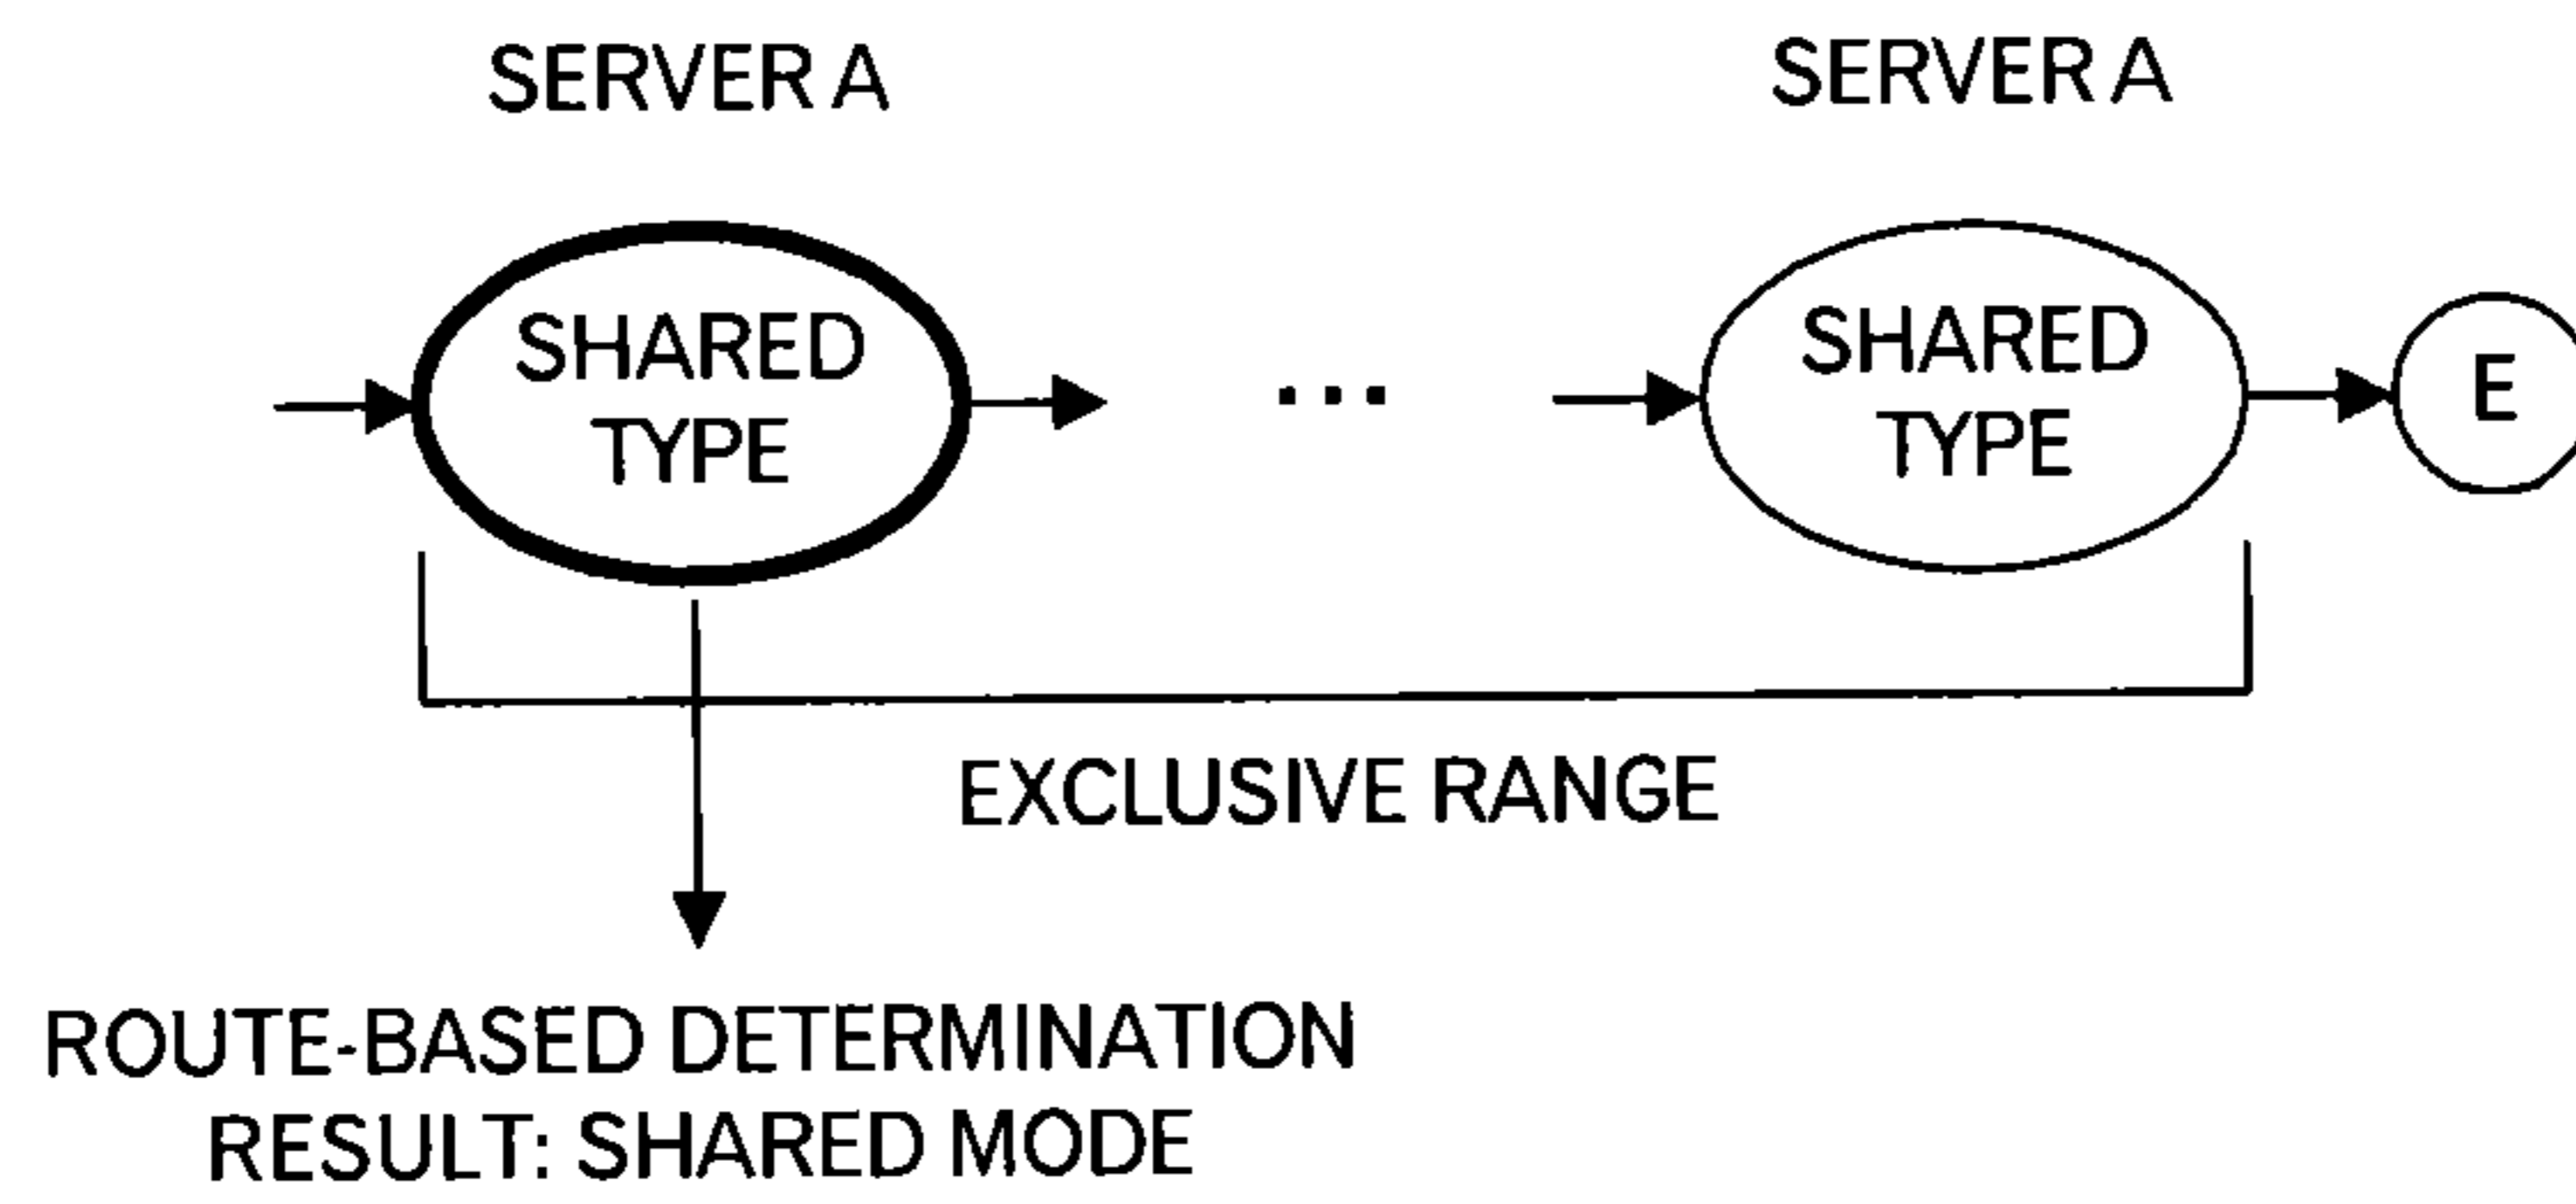 SERVER A
SERVER A
SHARED
TYPE
...
SHARED
TYPE
E
EXCLUSIVE RANGE
ROUTE-BASED DETERMINATION
RESULT: SHARED MODE